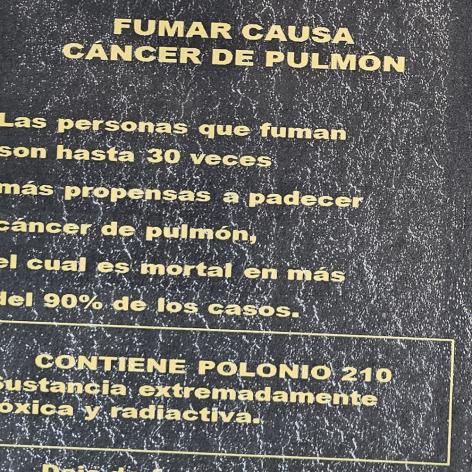 FUMAR CAUSA
CÁNCER DE PULMÓN
Las personas que fuman
son hasta 30 veces
más propensas a padecer
cáncer de pulmón,
el cual es mortal en más
del 90% de los casos.
CONTIENE POLONIO 210
Sustancia extremadamente
tóxica y radiactiva.